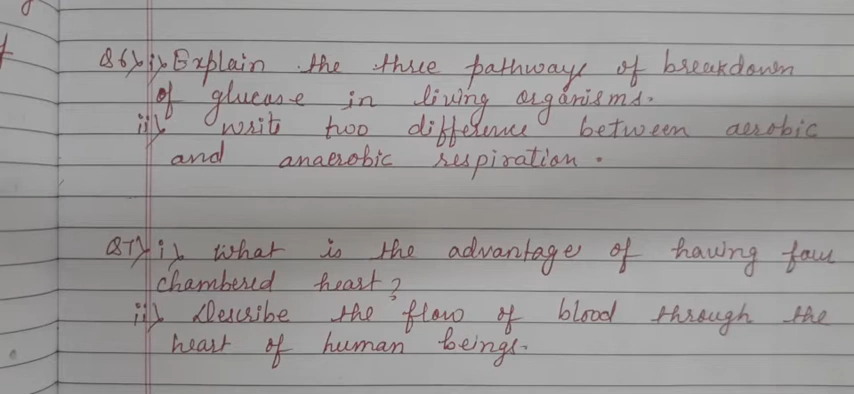 Q6) i) Explain the three pathways of breakdown
of glucose in living organisms.
ii) write two difference between aerobic
and anaerobic respiration.
Q7) i) What is the advantage of having four
chambered heart?
ii) Describe the flow of blood through the
heart of human beings.